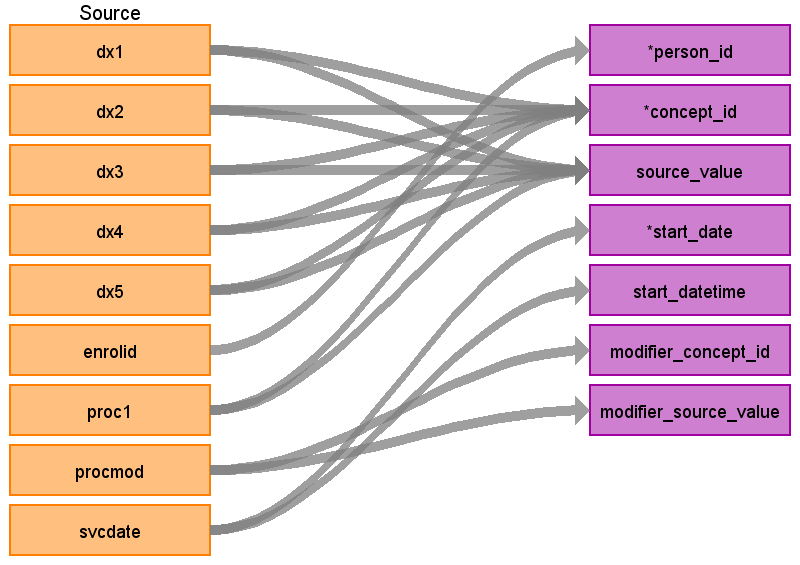 Source
dx1
dx2
dx3
dx4
dx5
enrolid
proc1
procmod
svcdate
*person_id
*concept_id
source_value
*start_date
start_datetime
modifier_concept_id
modifier_source_value